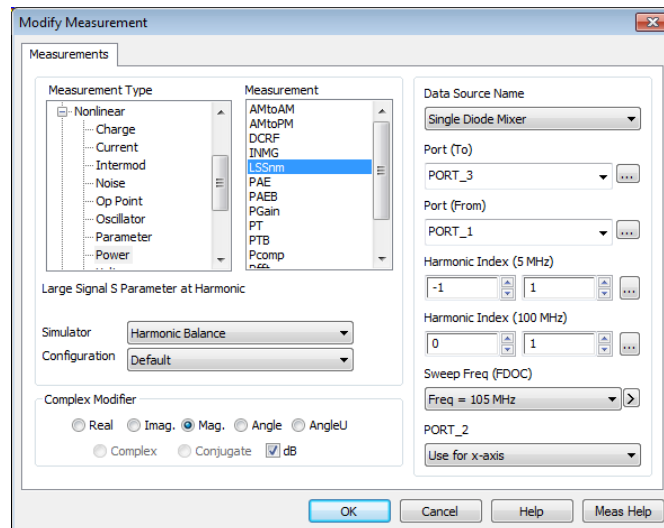 Modify Measurement
Measurements
Measurement Type
Nonlinear
Charge
Current
Intermod
Noise
Op Point
Oscillator
Parameter
Power
Measurement
AMtoAM
AMtoPM
DCRF
INMG
LSSnm
PAE
PAEB
PGain
PT
PTB
Pcomp
Large Signal S Parameter at Harmonic
Simulator Harmonic Balance
Configuration Default
Complex Modifier
Real Imag. Mag. Angle AngleU
Complex Conjugate dB
Data Source Name
Single Diode Mixer
Port (To)
PORT_3 ...
Port (From)
PORT_1 ...
Harmonic Index (5 MHz)
-1 1 ...
Harmonic Index (100 MHz)
0 1 ...
Sweep Freq (FDOC)
Freq = 105 MHz >
PORT_2
Use for x-axis
OK Cancel Help Meas Help